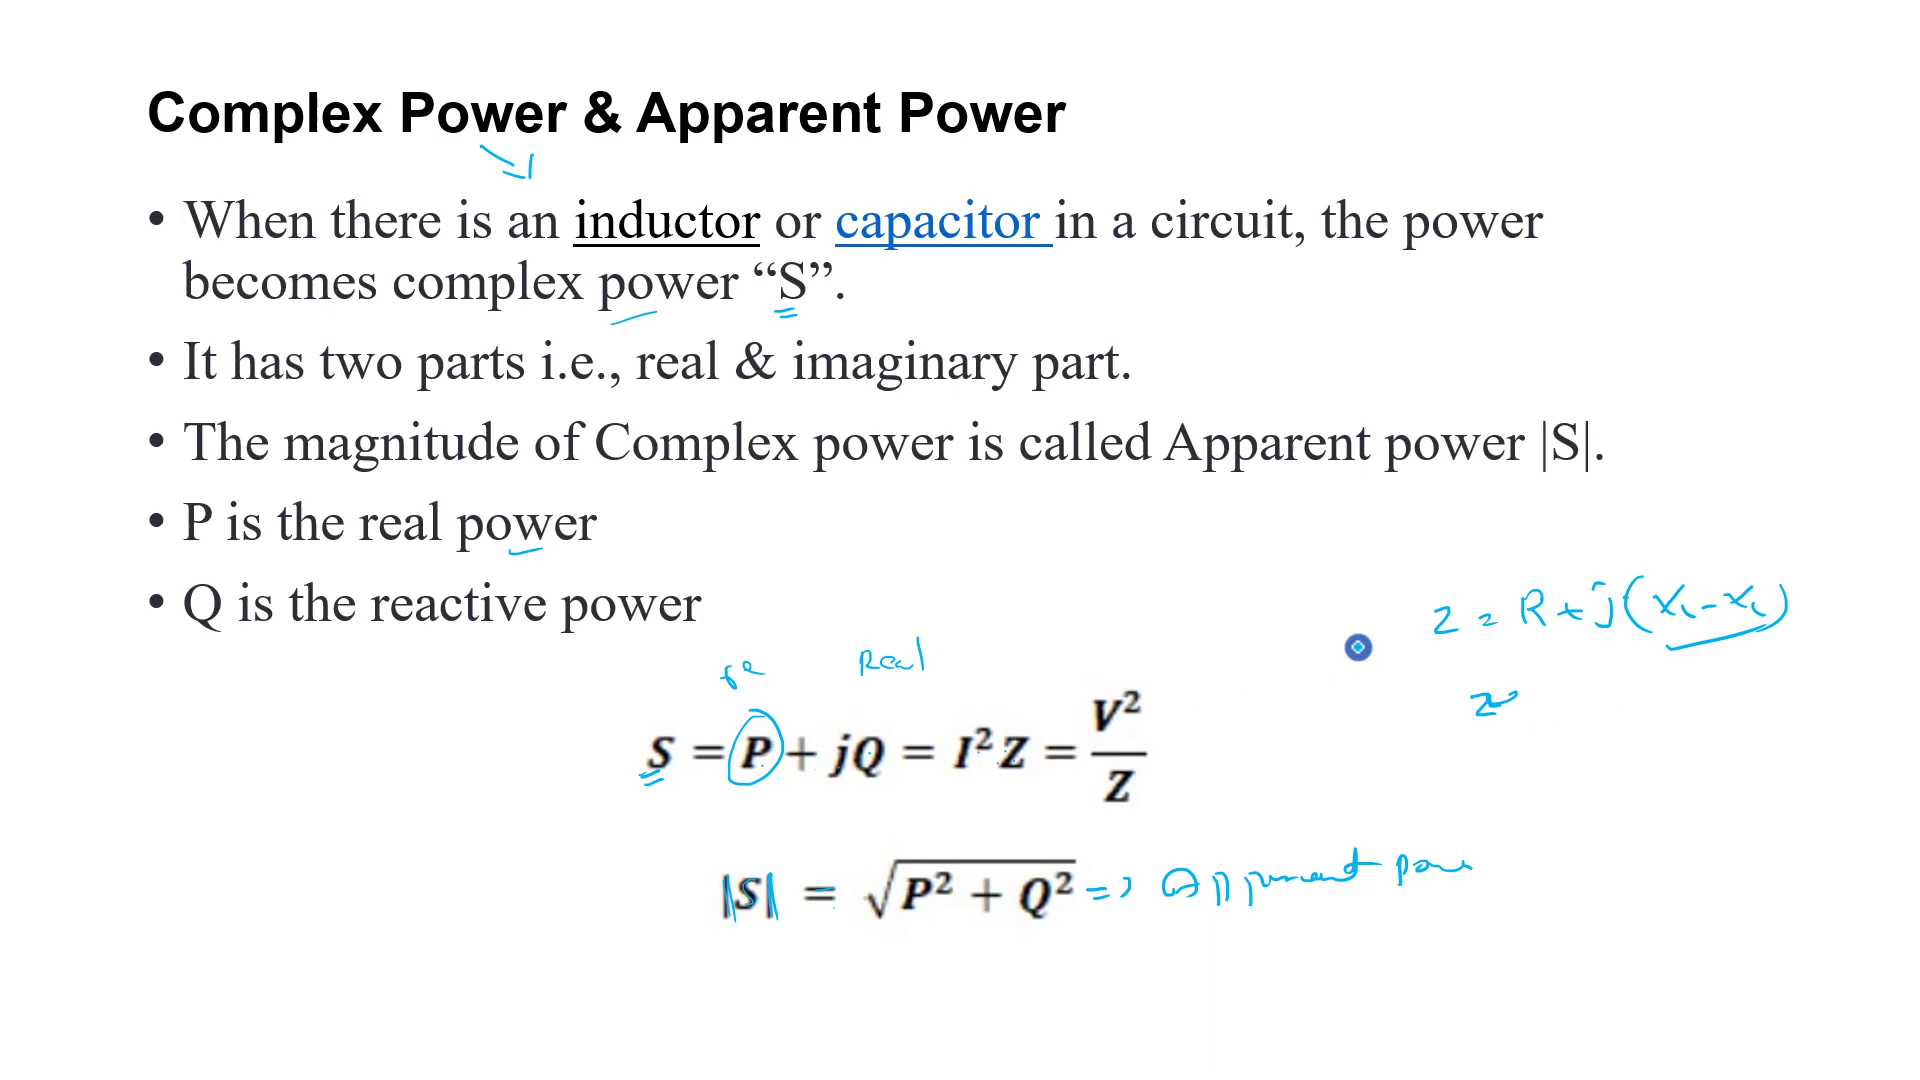 Complex Power & Apparent Power
• When there is an inductor or capacitor in a circuit, the power
becomes complex power “S”.
• It has two parts i.e., real & imaginary part.
• The magnitude of Complex power is called Apparent power |S|.
• P is the real power
• Q is the reactive power
Z = R + j(XL - XC)
Real
S = P + jQ = I² Z = V² / Z
Z
|S| = √(P² + Q²) => Apparent power